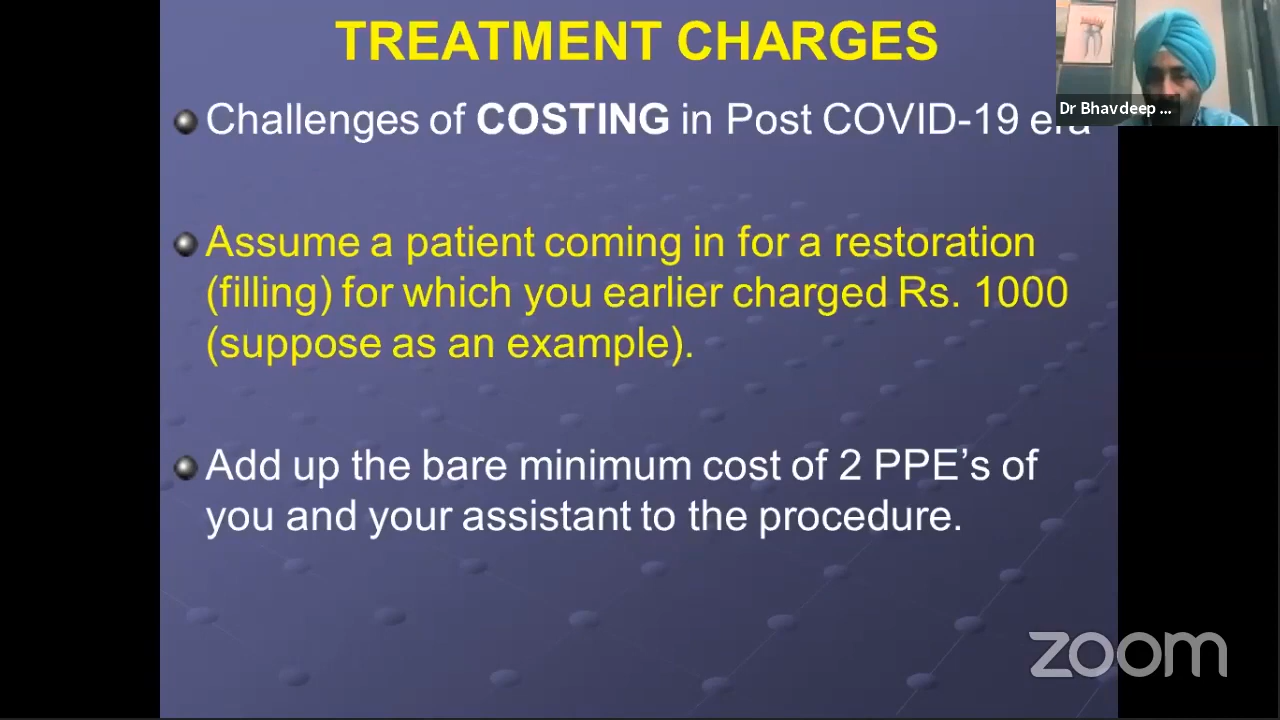 TREATMENT CHARGES
Challenges of COSTING in Post COVID-19 era
Assume a patient coming in for a restoration
(filling) for which you earlier charged Rs. 1000
(suppose as an example).
Add up the bare minimum cost of 2 PPE’s of
you and your assistant to the procedure.
Dr Bhavdeep ...
zoom